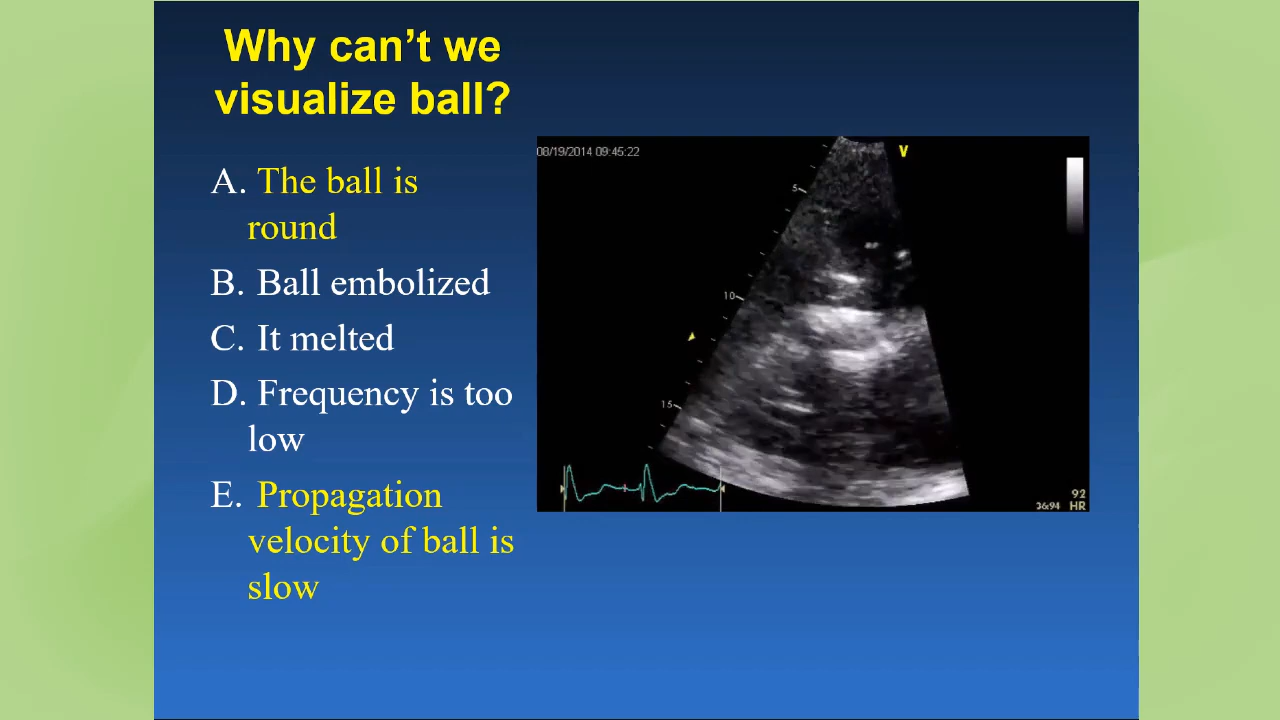 Why can't we
visualize ball?
A. The ball is
round
B. Ball embolized
C. It melted
D. Frequency is too
low
E. Propagation
velocity of ball is
slow
08/19/2014 09:45:22
V
5
10
15
92
HR